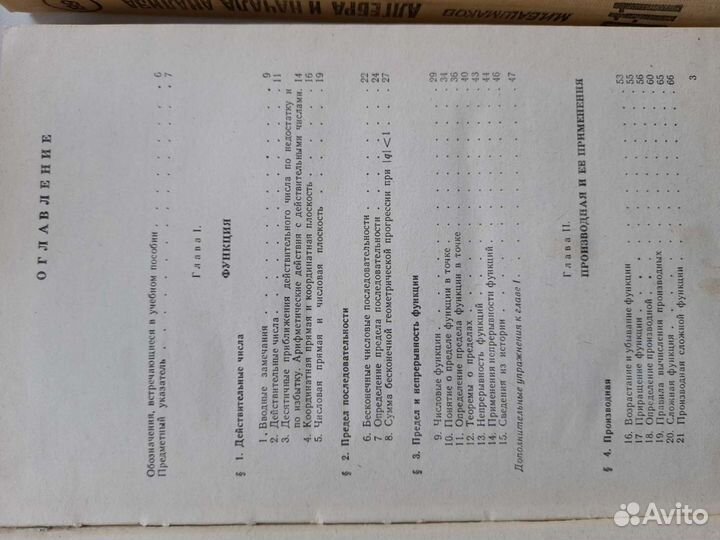 М.И.БАШМАКОВ
АЛГЕБРА И НАЧАЛА АНАЛИЗА
ОГЛАВЛЕНИЕ
Обозначения, встречающиеся в учебном пособии . . . . . . 6
Предметный указатель . . . . . . . . . . 7
Глава I.
ФУНКЦИЯ
§ 1. Действительные числа
1. Вводные замечания . . . . . . . . . . 9
2. Действительные числа . . . . . . . . . . 11
3. Десятичные приближения действительного числа по недостатку и
по избытку. Арифметические действия с действительными числами. 14
4. Координатная прямая и координатная плоскость . . . . 16
5. Числовая прямая и числовая плоскость . . . . . 19
§ 2. Предел последовательности
6. Бесконечные числовые последовательности . . . . . 22
7 Определение предела последовательности . . . . . 24
8. Сумма бесконечной геометрической прогрессии при |q|<1 . . 27
§ 3. Предел и непрерывность функции
9. Числовые функции . . . . . . . . . . 29
10. Понятие о пределе функции в точке . . . . . . 34
11. Определение предела функции в точке . . . . . . 36
12. Теоремы о пределах . . . . . . . . . . 40
13. Непрерывность функций . . . . . . . . . 43
14. Применения непрерывности функций . . . . . . 44
15. Сведения из истории . . . . . . . . . . 46
Дополнительные упражнения к главе I . . . . . . . 47
Глава II.
ПРОИЗВОДНАЯ И ЕЕ ПРИМЕНЕНИЯ
§ 4. Производная
16. Возрастание и убывание функции . . . . . . . 53
17. Приращение функции . . . . . . . . . . 55
18. Определение производной . . . . . . . . . 56
19. Правила вычисления производных . . . . . . . 60
20. Сложная функция . . . . . . . . . . 65
21 Производная сложной функции . . . . . . . . 66
3
Avito